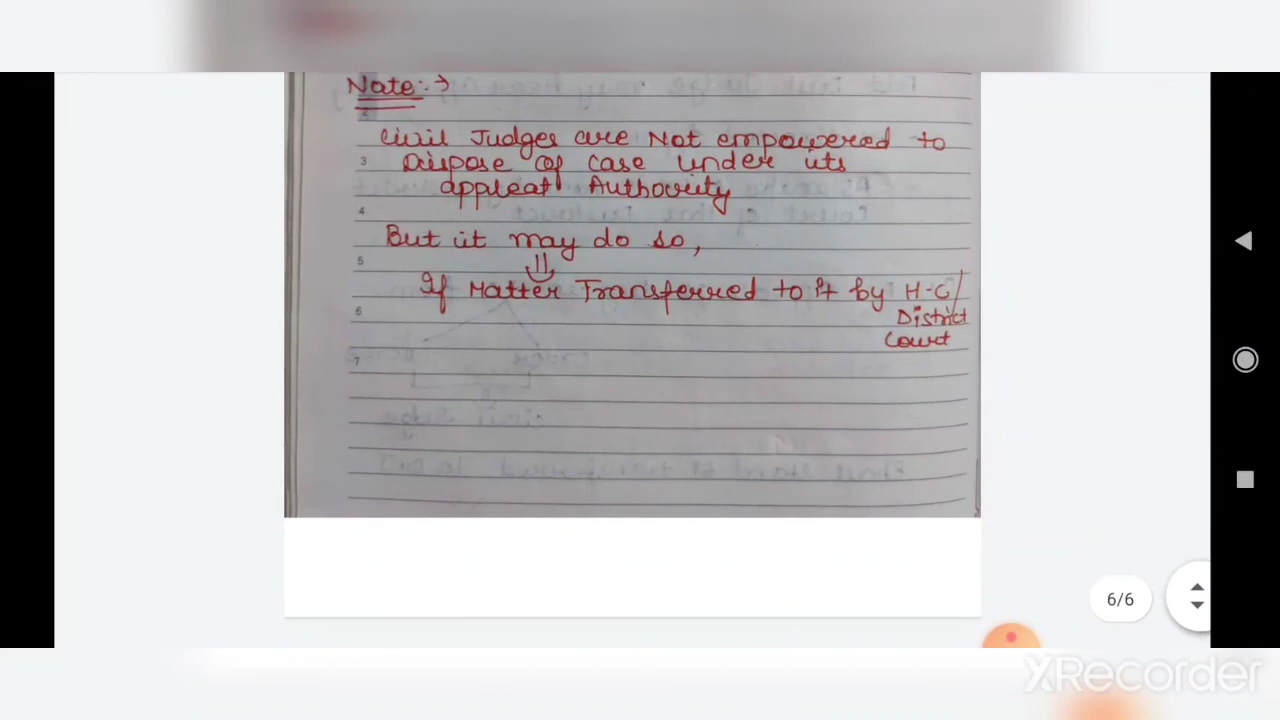 Note:→
Civil Judges are Not empowered to
Dispose of case under its
appleat Authority
But it may do so,
If Matter Transferred to it by H-C/
District
Court
6/6
XRecorder